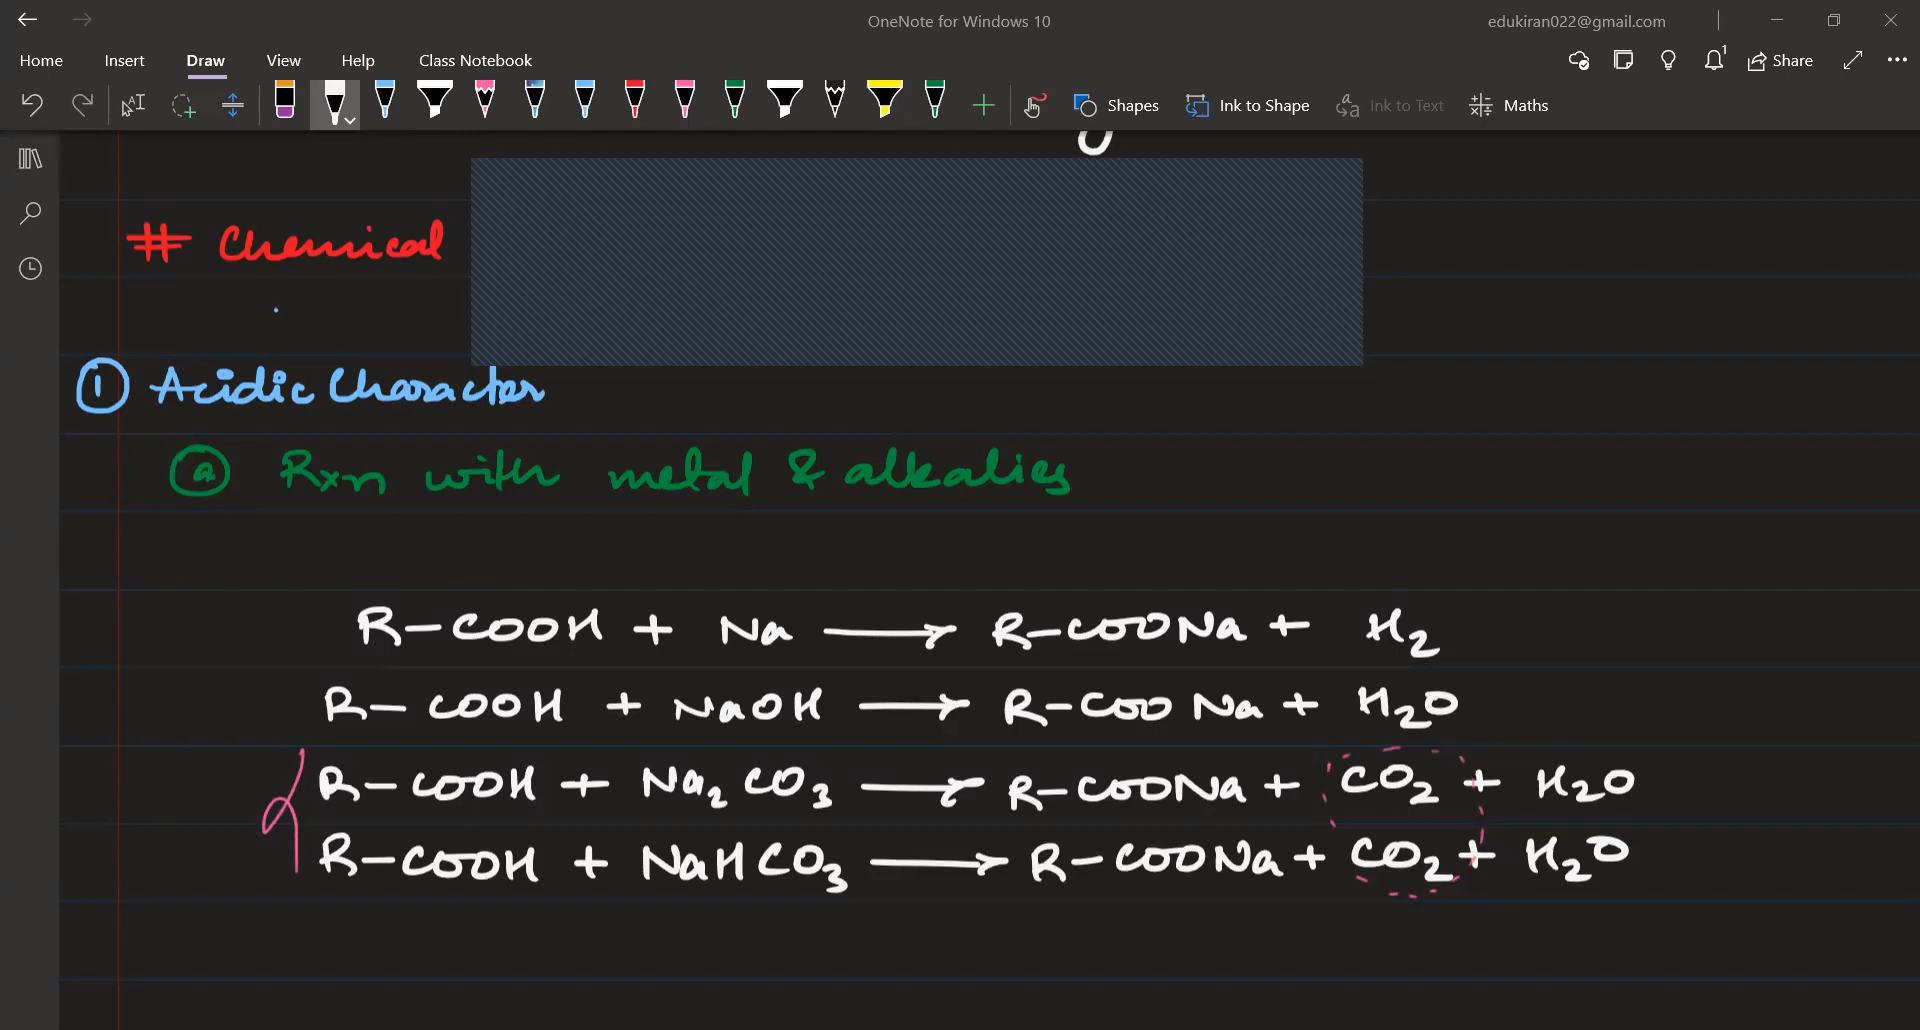 OneNote for Windows 10
edukiran022@gmail.com
Home Insert Draw View Help Class Notebook
1
Share
Shapes Ink to Shape Ink to Text Maths
# Chemical
① Acidic Character
ⓐ Rxn with metal & alkalies
R-COOH + Na → R-COONa + H₂
R-COOH + NaOH → R-COONa + H₂O
R-COOH + Na₂CO₃ → R-COONa + CO₂ + H₂O
R-COOH + NaHCO₃ → R-COONa + CO₂ + H₂O